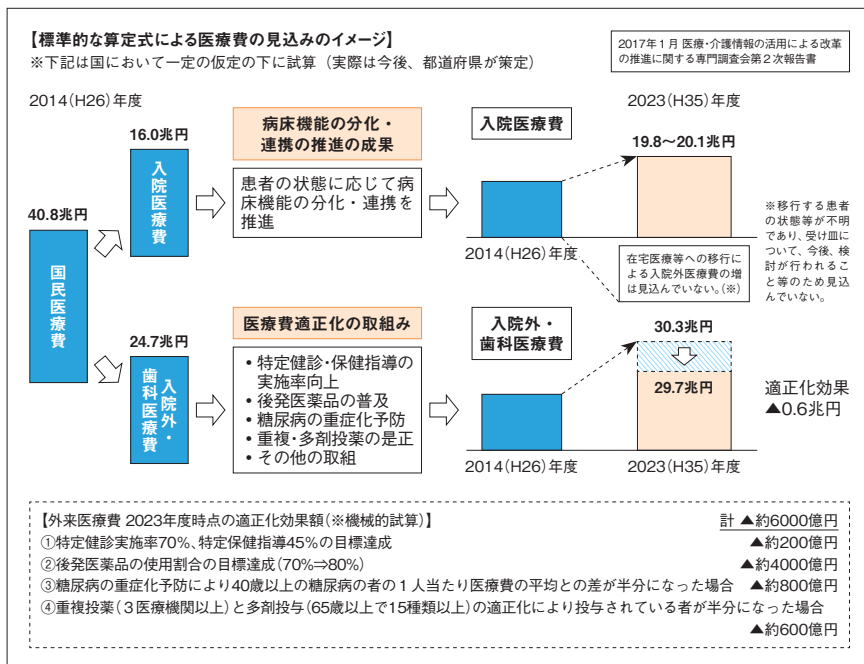 【標準的な算定式による医療費の見込みのイメージ】
※下記は国において一定の仮定の下に試算（実際は今後、都道府県が策定）
2017年１月 医療・介護情報の活用による改革
の推進に関する専門調査会第２次報告書
2014（H26）年度
40.8兆円
国民医療費
16.0兆円
入院医療費
病床機能の分化・
連携の推進の成果
患者の状態に応じて病
床機能の分化・連携を
推進
入院医療費
2014（H26）年度
2023（H35）年度
19.8〜20.1兆円
在宅医療等への移行
による入院外医療費の増
は見込んでいない。（※）
※移行する患者
の状態等が不明
であり、受け皿に
ついて、今後、検
討が行われるこ
と等のため見込
んでいない。
24.7兆円
入院外・
歯科医療費
医療費適正化の取組み
• 特定健診・保健指導の
実施率向上
• 後発医薬品の普及
• 糖尿病の重症化予防
• 重複・多剤投薬の是正
• その他の取組
入院外・
歯科医療費
2014（H26）年度
30.3兆円
29.7兆円
2023（H35）年度
適正化効果
▲0.6兆円
【外来医療費 2023年度時点の適正化効果額（※機械的試算）】 計 ▲約6000億円
①特定健診実施率70%、特定保健指導45%の目標達成 ▲約200億円
②後発医薬品の使用割合の目標達成（70%⇒80%） ▲約4000億円
③糖尿病の重症化予防により40歳以上の糖尿病の者の１人当たり医療費の平均との差が半分になった場合 ▲約800億円
④重複投薬（３医療機関以上）と多剤投与（65歳以上で15種類以上）の適正化により投与されている者が半分になった場合
▲約600億円